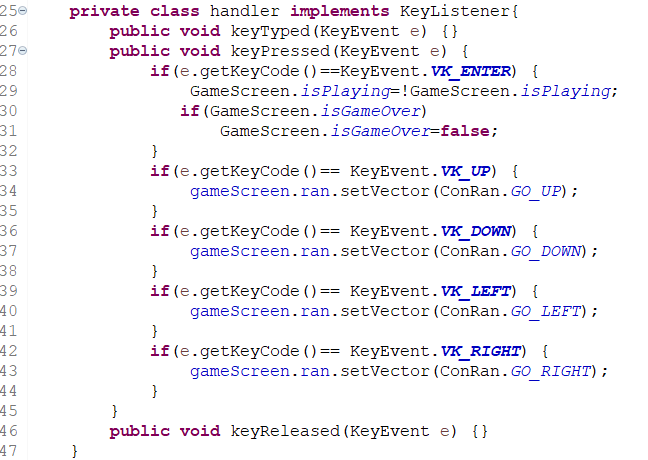 25 private class handler implements KeyListener{
26 public void keyTyped(KeyEvent e) {}
27 public void keyPressed(KeyEvent e) {
28 if(e.getKeyCode()==KeyEvent.VK_ENTER) {
29 GameScreen.isPlaying=!GameScreen.isPlaying;
30 if(GameScreen.isGameOver)
31 GameScreen.isGameOver=false;
32 }
33 if(e.getKeyCode()== KeyEvent.VK_UP) {
34 gameScreen.ran.setVector(ConRan.GO_UP);
35 }
36 if(e.getKeyCode()== KeyEvent.VK_DOWN) {
37 gameScreen.ran.setVector(ConRan.GO_DOWN);
38 }
39 if(e.getKeyCode()== KeyEvent.VK_LEFT) {
40 gameScreen.ran.setVector(ConRan.GO_LEFT);
41 }
42 if(e.getKeyCode()== KeyEvent.VK_RIGHT) {
43 gameScreen.ran.setVector(ConRan.GO_RIGHT);
44 }
45 }
46 public void keyReleased(KeyEvent e) {}
47 }